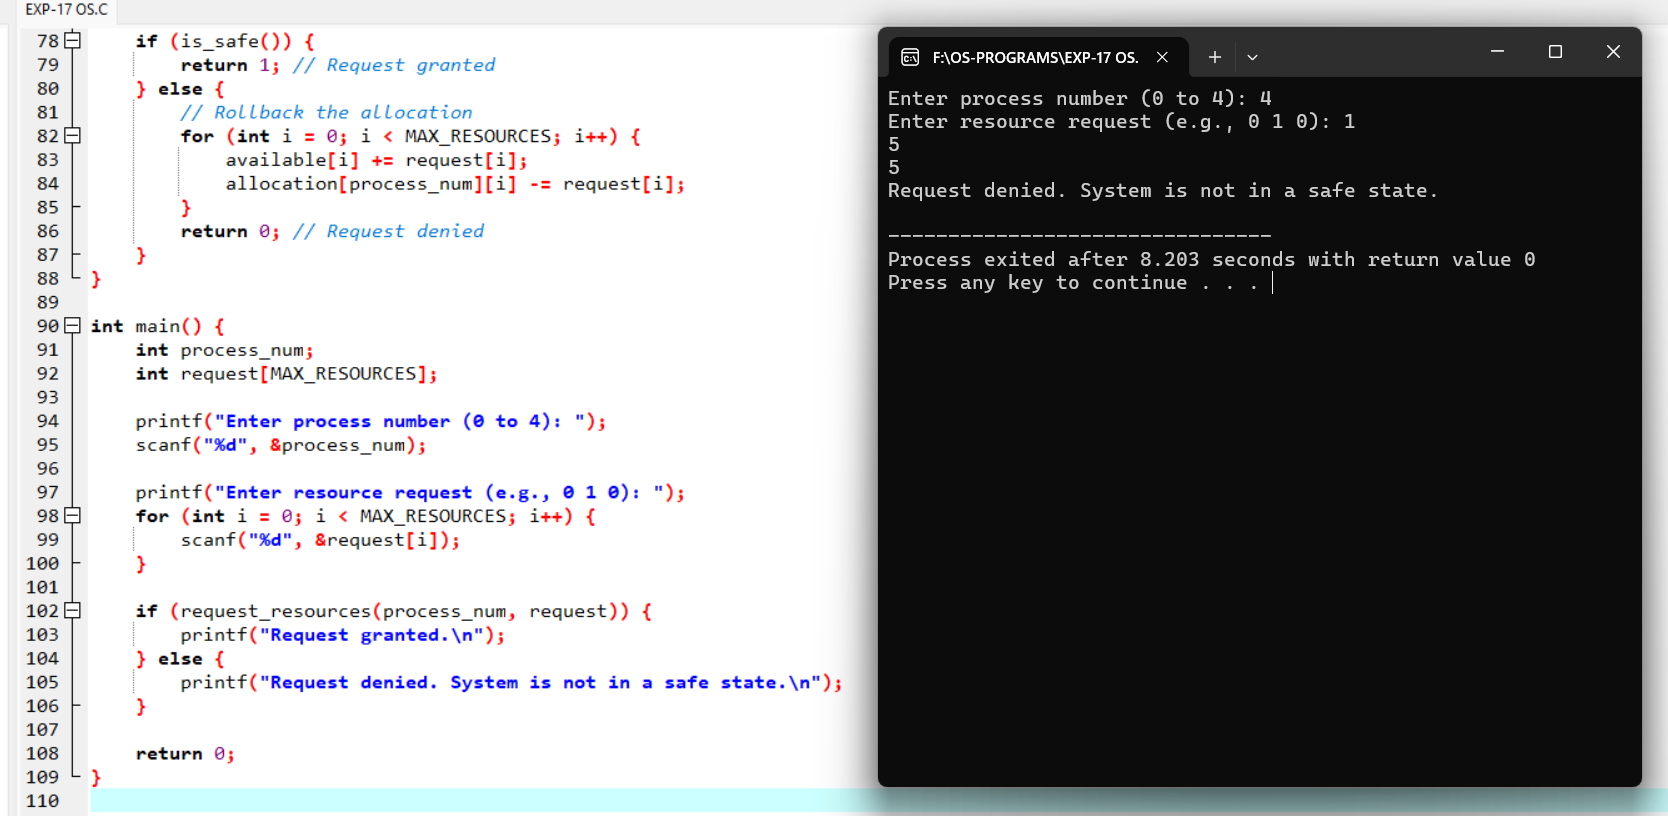 EXP-17 OS.C
78 if (is_safe()) {
79 return 1; // Request granted
80 } else {
81 // Rollback the allocation
82 for (int i = 0; i < MAX_RESOURCES; i++) {
83 available[i] += request[i];
84 allocation[process_num][i] -= request[i];
85 }
86 return 0; // Request denied
87 }
88 }
89
90 int main() {
91 int process_num;
92 int request[MAX_RESOURCES];
93
94 printf("Enter process number (0 to 4): ");
95 scanf("%d", &process_num);
96
97 printf("Enter resource request (e.g., 0 1 0): ");
98 for (int i = 0; i < MAX_RESOURCES; i++) {
99 scanf("%d", &request[i]);
100 }
101
102 if (request_resources(process_num, request)) {
103 printf("Request granted.\n");
104 } else {
105 printf("Request denied. System is not in a safe state.\n");
106 }
107
108 return 0;
109 }
110
F:\OS-PROGRAMS\EXP-17 OS.
Enter process number (0 to 4): 4
Enter resource request (e.g., 0 1 0): 1
5
5
Request denied. System is not in a safe state.
--------------------------------
Process exited after 8.203 seconds with return value 0
Press any key to continue . . .